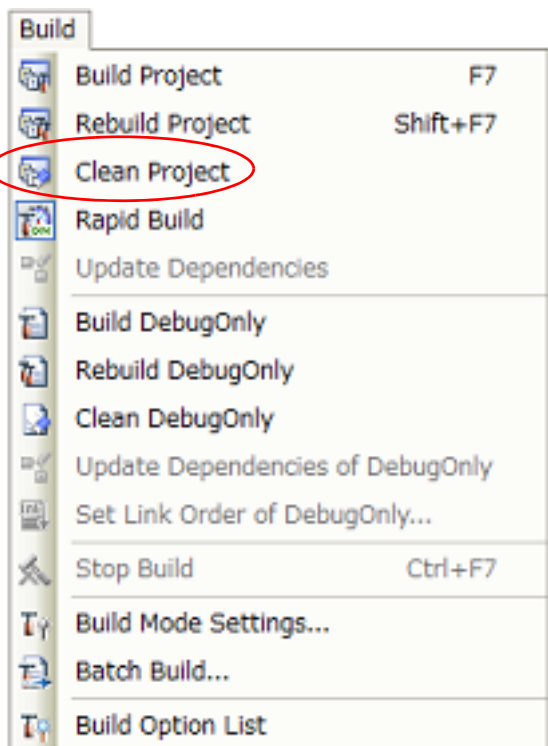 Build
Build Project F7
Rebuild Project Shift+F7
Clean Project
Rapid Build
Update Dependencies
Build DebugOnly
Rebuild DebugOnly
Clean DebugOnly
Update Dependencies of DebugOnly
Set Link Order of DebugOnly...
Stop Build Ctrl+F7
Build Mode Settings...
Batch Build...
Build Option List